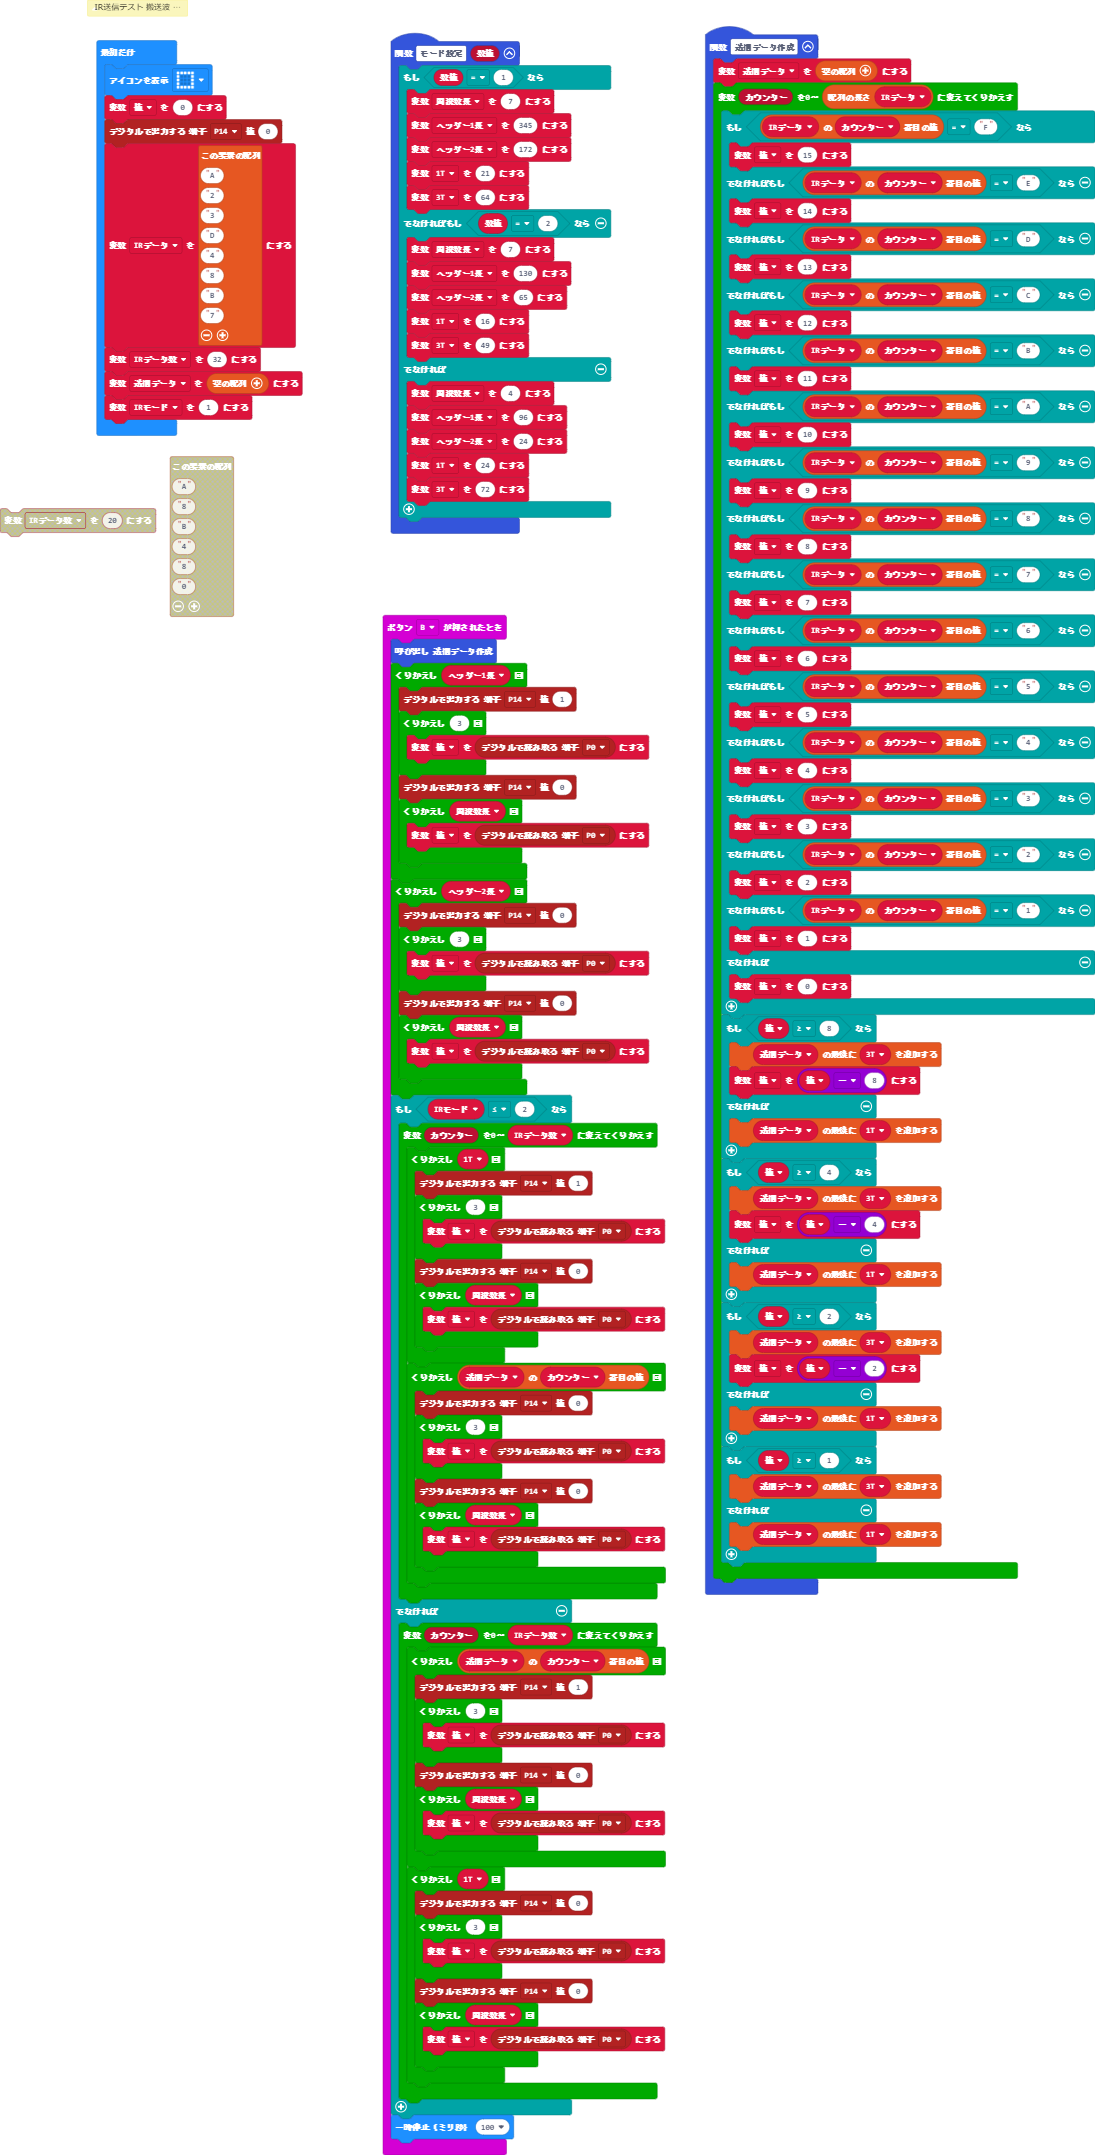 IR送信テスト 搬送波 …
最初だけ
アイコンを表示
変数 値 を 0 にする
デジタルで出力する 端子 P14 値 0
変数 IRデータ を この要素の配列 "A" "2" "3" "D" "4" "8" "B" "7" にする
変数 IRデータ数 を 32 にする
変数 送信データ を 空の配列 にする
変数 IRモード を 1 にする
この要素の配列
"A"
"8"
"B"
"4"
"8"
"0"
変数 IRデータ数 を 20 にする
関数 モード設定 数値
もし 数値 = 1 なら
変数 周波数長 を 7 にする
変数 ヘッダー1長 を 345 にする
変数 ヘッダー2長 を 172 にする
変数 1T を 21 にする
変数 3T を 64 にする
でなければもし 数値 = 2 なら
変数 周波数長 を 7 にする
変数 ヘッダー1長 を 130 にする
変数 ヘッダー2長 を 65 にする
変数 1T を 16 にする
変数 3T を 49 にする
でなければ
変数 周波数長 を 4 にする
変数 ヘッダー1長 を 96 にする
変数 ヘッダー2長 を 24 にする
変数 1T を 24 にする
変数 3T を 72 にする
ボタン B が押されたとき
呼び出し 送信データ作成
くりかえし ヘッダー1長 回
デジタルで出力する 端子 P14 値 1
くりかえし 3 回
変数 値 を デジタルで読み取る 端子 P0 にする
デジタルで出力する 端子 P14 値 0
くりかえし 周波数長 回
変数 値 を デジタルで読み取る 端子 P0 にする
くりかえし ヘッダー2長 回
デジタルで出力する 端子 P14 値 0
くりかえし 3 回
変数 値 を デジタルで読み取る 端子 P0 にする
デジタルで出力する 端子 P14 値 0
くりかえし 周波数長 回
変数 値 を デジタルで読み取る 端子 P0 にする
もし IRモード ≤ 2 なら
変数 カウンター を0~ IRデータ数 に変えてくりかえす
くりかえし 1T 回
デジタルで出力する 端子 P14 値 1
くりかえし 3 回
変数 値 を デジタルで読み取る 端子 P0 にする
デジタルで出力する 端子 P14 値 0
くりかえし 周波数長 回
変数 値 を デジタルで読み取る 端子 P0 にする
くりかえし 送信データ の カウンター 番目の値 回
デジタルで出力する 端子 P14 値 0
くりかえし 3 回
変数 値 を デジタルで読み取る 端子 P0 にする
デジタルで出力する 端子 P14 値 0
くりかえし 周波数長 回
変数 値 を デジタルで読み取る 端子 P0 にする
でなければ
変数 カウンター を0~ IRデータ数 に変えてくりかえす
くりかえし 送信データ の カウンター 番目の値 回
デジタルで出力する 端子 P14 値 1
くりかえし 3 回
変数 値 を デジタルで読み取る 端子 P0 にする
デジタルで出力する 端子 P14 値 0
くりかえし 周波数長 回
変数 値 を デジタルで読み取る 端子 P0 にする
くりかえし 1T 回
デジタルで出力する 端子 P14 値 0
くりかえし 3 回
変数 値 を デジタルで読み取る 端子 P0 にする
デジタルで出力する 端子 P14 値 0
くりかえし 周波数長 回
変数 値 を デジタルで読み取る 端子 P0 にする
一時停止 (ミリ秒) 100
関数 送信データ作成
変数 送信データ を 空の配列 にする
変数 カウンター を0~ 配列の長さ IRデータ に変えてくりかえす
もし IRデータ の カウンター 番目の値 = "F" なら
変数 値 を 15 にする
でなければもし IRデータ の カウンター 番目の値 = "E" なら
変数 値 を 14 にする
でなければもし IRデータ の カウンター 番目の値 = "D" なら
変数 値 を 13 にする
でなければもし IRデータ の カウンター 番目の値 = "C" なら
変数 値 を 12 にする
でなければもし IRデータ の カウンター 番目の値 = "B" なら
変数 値 を 11 にする
でなければもし IRデータ の カウンター 番目の値 = "A" なら
変数 値 を 10 にする
でなければもし IRデータ の カウンター 番目の値 = "9" なら
変数 値 を 9 にする
でなければもし IRデータ の カウンター 番目の値 = "8" なら
変数 値 を 8 にする
でなければもし IRデータ の カウンター 番目の値 = "7" なら
変数 値 を 7 にする
でなければもし IRデータ の カウンター 番目の値 = "6" なら
変数 値 を 6 にする
でなければもし IRデータ の カウンター 番目の値 = "5" なら
変数 値 を 5 にする
でなければもし IRデータ の カウンター 番目の値 = "4" なら
変数 値 を 4 にする
でなければもし IRデータ の カウンター 番目の値 = "3" なら
変数 値 を 3 にする
でなければもし IRデータ の カウンター 番目の値 = "2" なら
変数 値 を 2 にする
でなければもし IRデータ の カウンター 番目の値 = "1" なら
変数 値 を 1 にする
でなければ
変数 値 を 0 にする
もし 値 ≥ 8 なら
送信データ の最後に 3T を追加する
変数 値 を 値 - 8 にする
でなければ
送信データ の最後に 1T を追加する
もし 値 ≥ 4 なら
送信データ の最後に 3T を追加する
変数 値 を 値 - 4 にする
でなければ
送信データ の最後に 1T を追加する
もし 値 ≥ 2 なら
送信データ の最後に 3T を追加する
変数 値 を 値 - 2 にする
でなければ
送信データ の最後に 1T を追加する
もし 値 ≥ 1 なら
送信データ の最後に 3T を追加する
でなければ
送信データ の最後に 1T を追加する